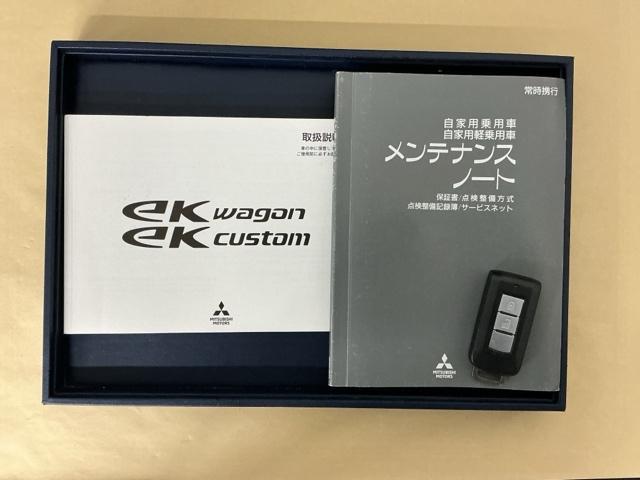 取扱説
eK wagon
eK custom
MITSUBISHI
MOTORS
常時携行
自家用乗用車
自家用軽乗用車
メンテナンス
ノート
保証書/点検整備方式
点検整備記録簿/サービスネット
MITSUBISHI
MOTORS